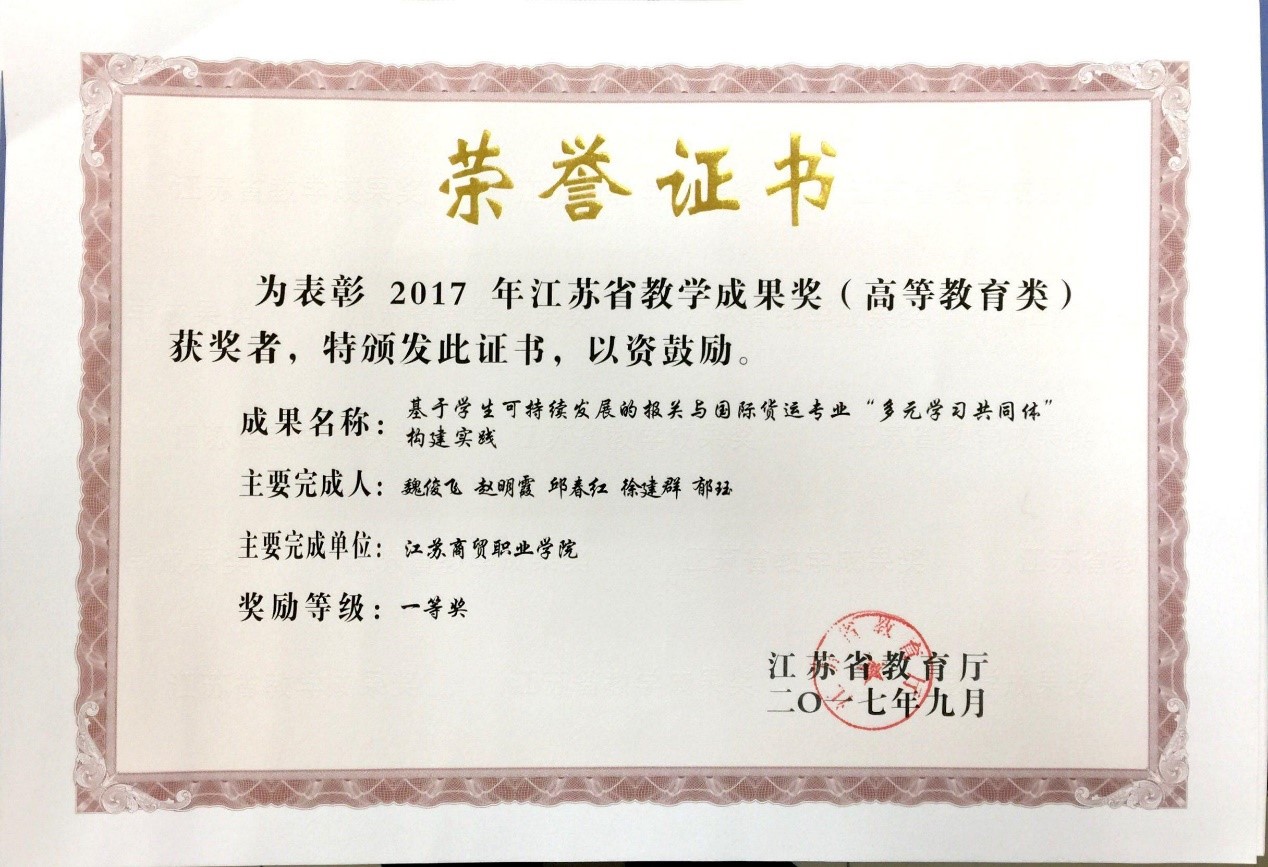 荣誉证书
为表彰 2017 年江苏省教学成果奖（高等教育类）
获奖者，特颁发此证书，以资鼓励。
成果名称：基于学生可持续发展的报关与国际货运专业“多元学习共同体”
构建实践
主要完成人：魏俊飞 赵明霞 邱春红 徐建群 郁珏
主要完成单位：江苏商贸职业学院
奖励等级：一等奖
江苏省教育厅
江苏省教育厅
二〇一七年九月